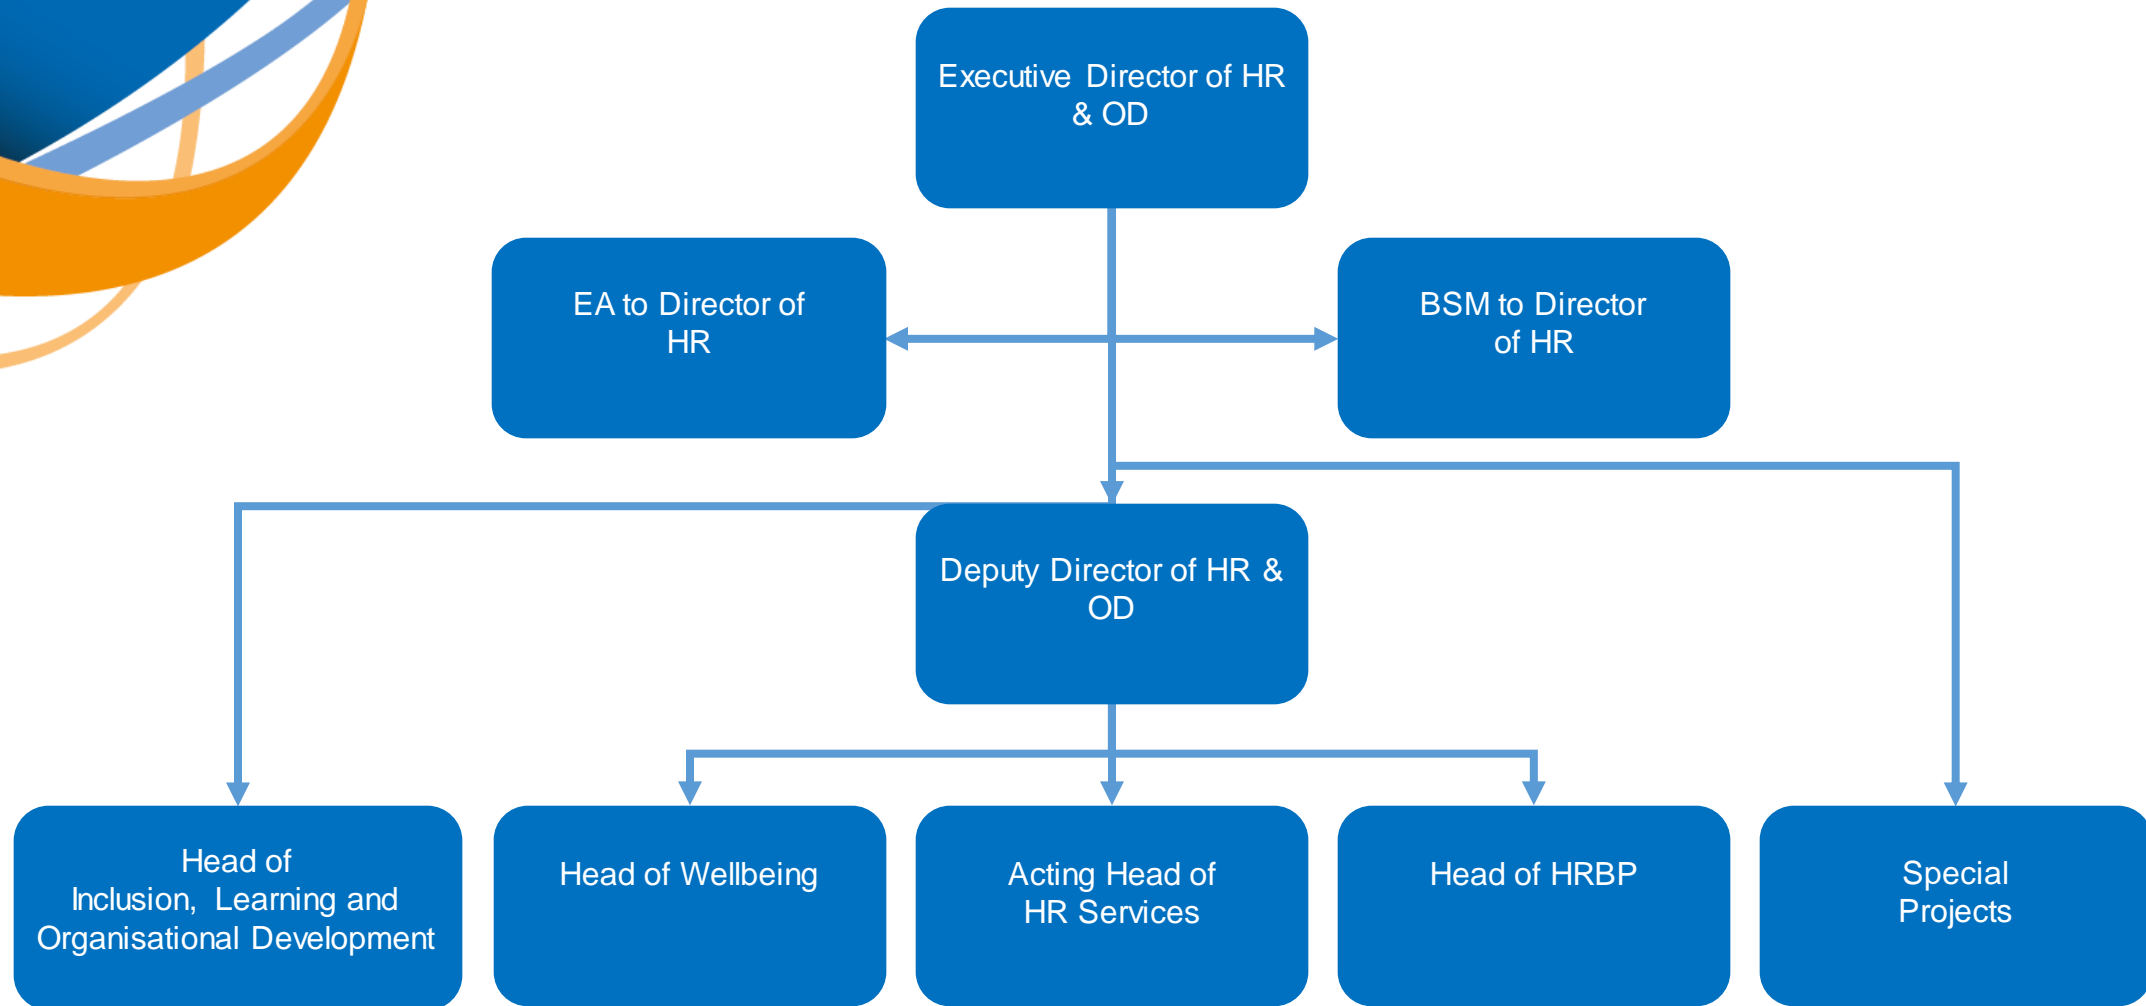 Executive Director of HR
& OD
EA to Director of
HR
BSM to Director
of HR
Deputy Director of HR &
OD
Head of
Inclusion, Learning and
Organisational Development
Head of Wellbeing
Acting Head of
HR Services
Head of HRBP
Special
Projects